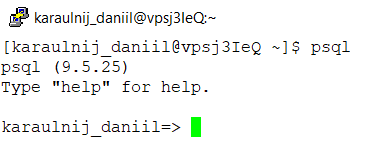 karaulnij_daniil@vpsj3IeQ:~
[karaulnij_daniil@vpsj3IeQ ~]$ psql
psql (9.5.25)
Type "help" for help.
karaulnij_daniil=>